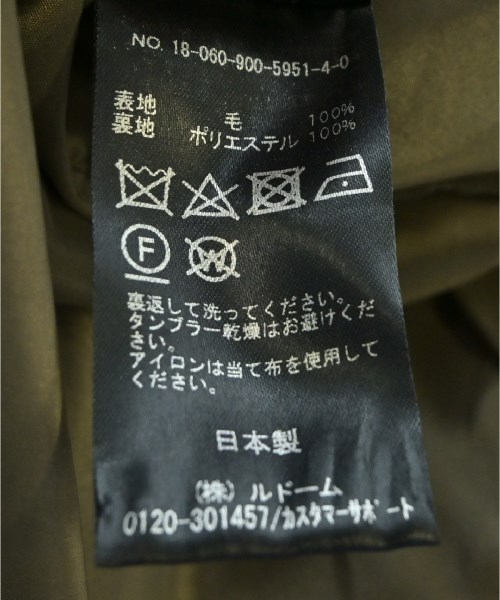 NO. 18-060-900-5951-4-0
表地 毛 100%
裏地 ポリエステル 100%
F
W
裏返して洗ってください。
タンブラー乾燥はお避けくだ
さい。
アイロンは当て布を使用して
ください。
日本製
(株) ルドーム
0120-301457/カスタマーサポート